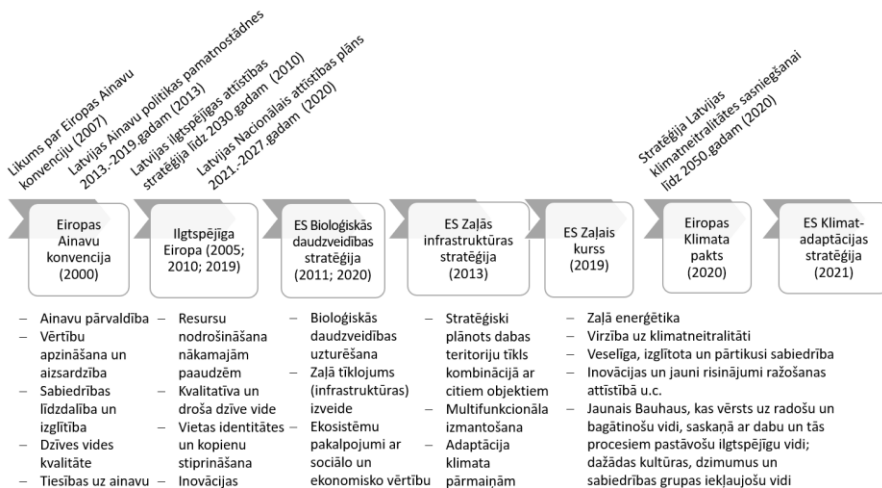 Likums par Eiropas Ainavu
konvenciju (2007)
Latvijas Ainavu politikas pamatnostādnes
2013.-2019.gadam (2013)
Latvijas ilgtspējīgas attīstības
stratēģija līdz 2030.gadam (2010)
Latvijas Nacionālais attīstības plāns
2021.-2027.gadam (2020)
Stratēģija Latvijas
klimatneitralitātes sasniegšanai
līdz 2050.gadam (2020)
Eiropas
Ainavu
konvencija
(2000)
Ilgtspējīga
Eiropa (2005;
2010; 2019)
ES Bioloģiskās
daudzveidības
stratēģija
(2011; 2020)
ES Zaļās
infrastruktūras
stratēģija
(2013)
ES Zaļais
kurss
(2019)
Eiropas
Klimata
pakts
(2020)
ES Klimat-
adaptācijas
stratēģija
(2021)
– Ainavu pārvaldība
– Vērtību
apzināšana un
aizsardzība
– Sabiedrības
līdzdalība un
izglītība
– Dzīves vides
kvalitāte
– Tiesības uz ainavu
– Resursu
nodrošināšana
nākamajām
paaudzēm
– Kvalitatīva un
droša dzīve vide
– Vietas identitātes
un kopienu
stiprināšana
– Inovācijas
– Bioloģiskās
daudzveidības
uzturēšana
– Zaļā tīklojums
(infrastruktūras)
izveide
– Ekosistēmu
pakalpojumi ar
sociālo un
ekonomisko vērtību
– Stratēģiski
plānots dabas
teritoriju tīkls
kombinācijā ar
citiem objektiem
– Multifunkcionāla
izmantošana
– Adaptācija
klimata
pārmaiņām
– Zaļā enerģētika
– Virzība uz klimatneitralitāti
– Veselīga, izglītota un pārtikusi sabiedrība
– Inovācijas un jauni risinājumi ražošanas
attīstībā u.c.
– Jaunais Bauhaus, kas vērsts uz radošu un
bagātinošu vidi, saskaņā ar dabu un tās
procesiem pastāvošu ilgtspējīgu vidi;
dažādas kultūras, dzimumus un
sabiedrības grupas iekļaujošu vidi